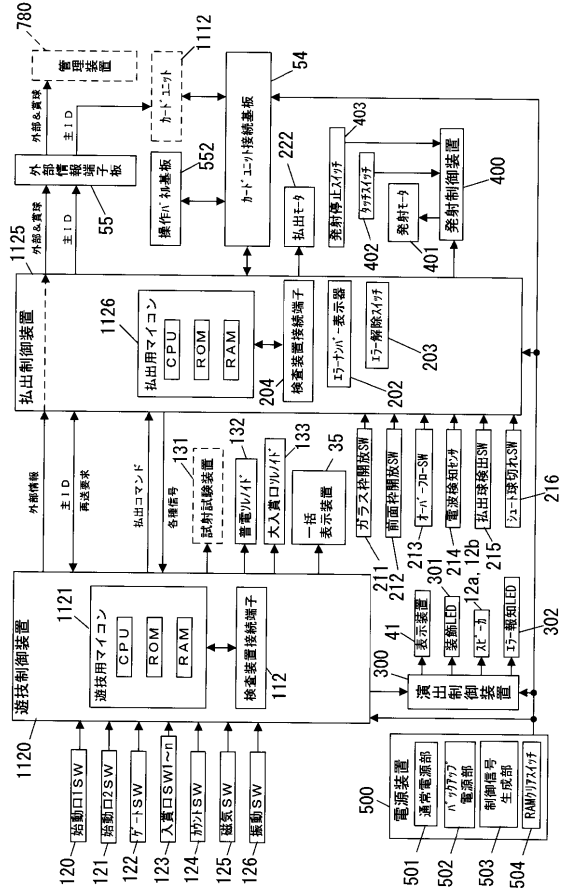 1120
遊技制御装置
1121
遊技用マイコン
CPU
ROM
RAM
検査装置接続端子
112
120
始動口1SW
121
始動口2SW
122
ゲートSW
123
入賞口SW1~n
124
カウントSW
125
磁気SW
126
振動SW
外部情報
主ID
再送要求
払出コマンド
各種信号
131
試射試験装置
132
普電ソレノイド
133
大入賞口ソレノイド
35
一括
表示装置
1125
払出制御装置
1126
払出用マイコン
CPU
ROM
RAM
204
検査装置接続端子
202
エラーナンバー表示器
203
エラー解除スイッチ
211
ガラス枠開放SW
212
前面枠開放SW
213
オーバーフローSW
214
電波検知センサ
215
払出球検出SW
216
シュート球切れSW
外部&賞球
主ID
55
外部
情報
端子
板
外部&賞球
主ID
780
管理装置
1112
カードユニット
552
操作パネル基板
54
カードユニット接続基板
222
払出モータ
403
発射停止スイッチ
402
タッチスイッチ
401
発射モータ
400
発射制御装置
300
演出制御装置
41
表示装置
301
装飾LED
12a, 12b
スピーカ
302
エラー報知LED
500
電源装置
501
通常電源部
502
バックアップ
電源部
503
制御信号
生成部
504
RAMクリアスイッチ